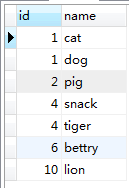 id name
1 cat
1 dog
2 pig
4 snack
4 tiger
6 bettry
10 lion